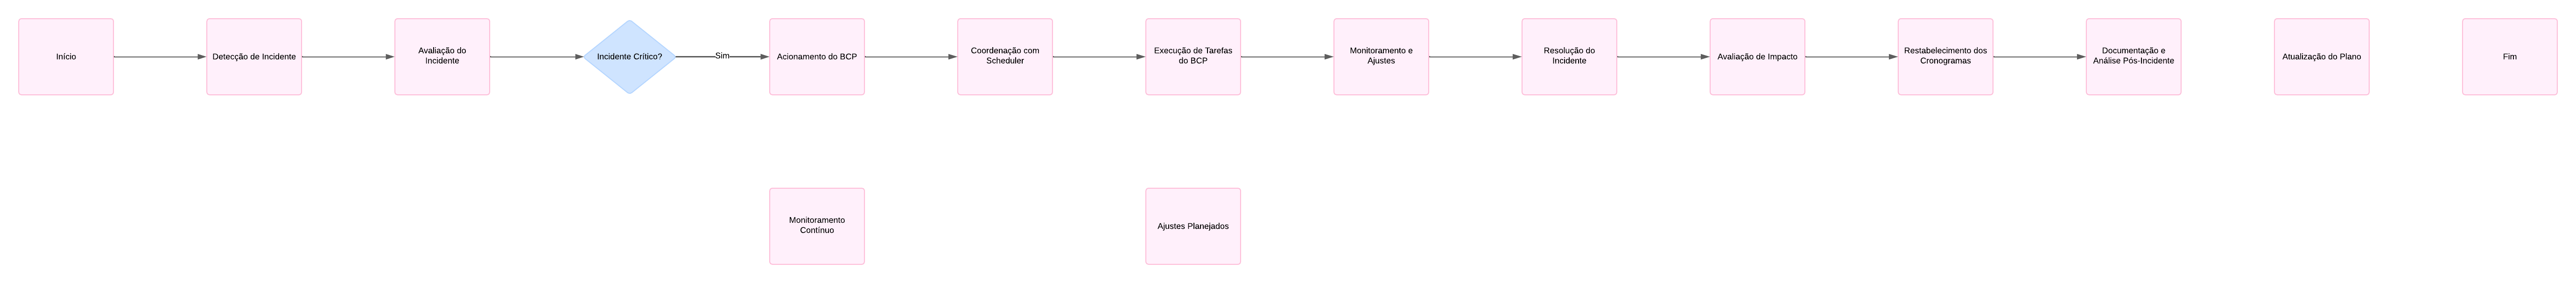 Início
Detecção de Incidente
Avaliação do
Incidente
Incidente Crítico?
Sim
Acionamento do BCP
Coordenação com
Scheduler
Execução de Tarefas
do BCP
Monitoramento e
Ajustes
Resolução do
Incidente
Avaliação de Impacto
Restabelecimento dos
Cronogramas
Documentação e
Análise Pós-Incidente
Atualização do Plano
Fim
Monitoramento
Contínuo
Ajustes Planejados